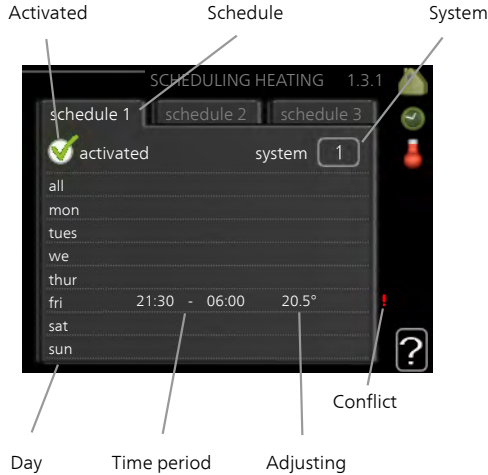 Activated Schedule System
SCHEDULING HEATING 1.3.1
schedule 1 schedule 2 schedule 3
activated system 1
all
mon
tues
we
thur
fri 21:30 - 06:00 20.5° !
sat
sun
?
Conflict
Day Time period Adjusting